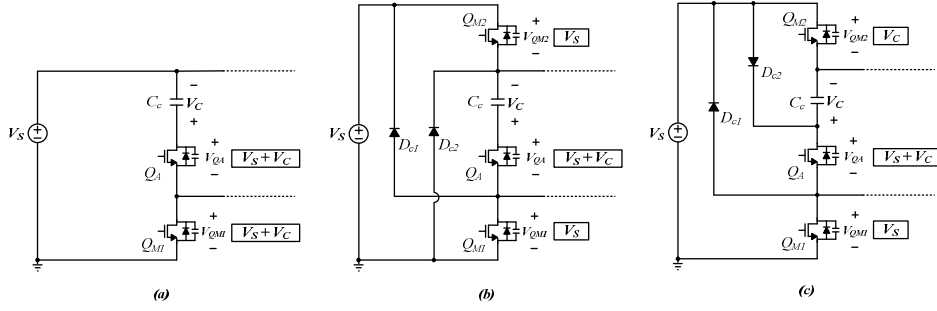 V_S
C_c
−
V_C
+
+
V_QA
−
V_S + V_C
Q_A
Q_M1
+
V_QM1
−
V_S + V_C
(a)
V_S
Q_M2
+
V_QM2
−
V_S
D_c1
D_c2
C_c
−
V_C
+
+
V_QA
−
V_S + V_C
Q_A
Q_M1
+
V_QM1
−
V_S
(b)
V_S
Q_M2
+
V_QM2
−
V_C
D_c2
D_c1
C_c
−
V_C
+
+
V_QA
−
V_S + V_C
Q_A
Q_M1
+
V_QM1
−
V_S
(c)